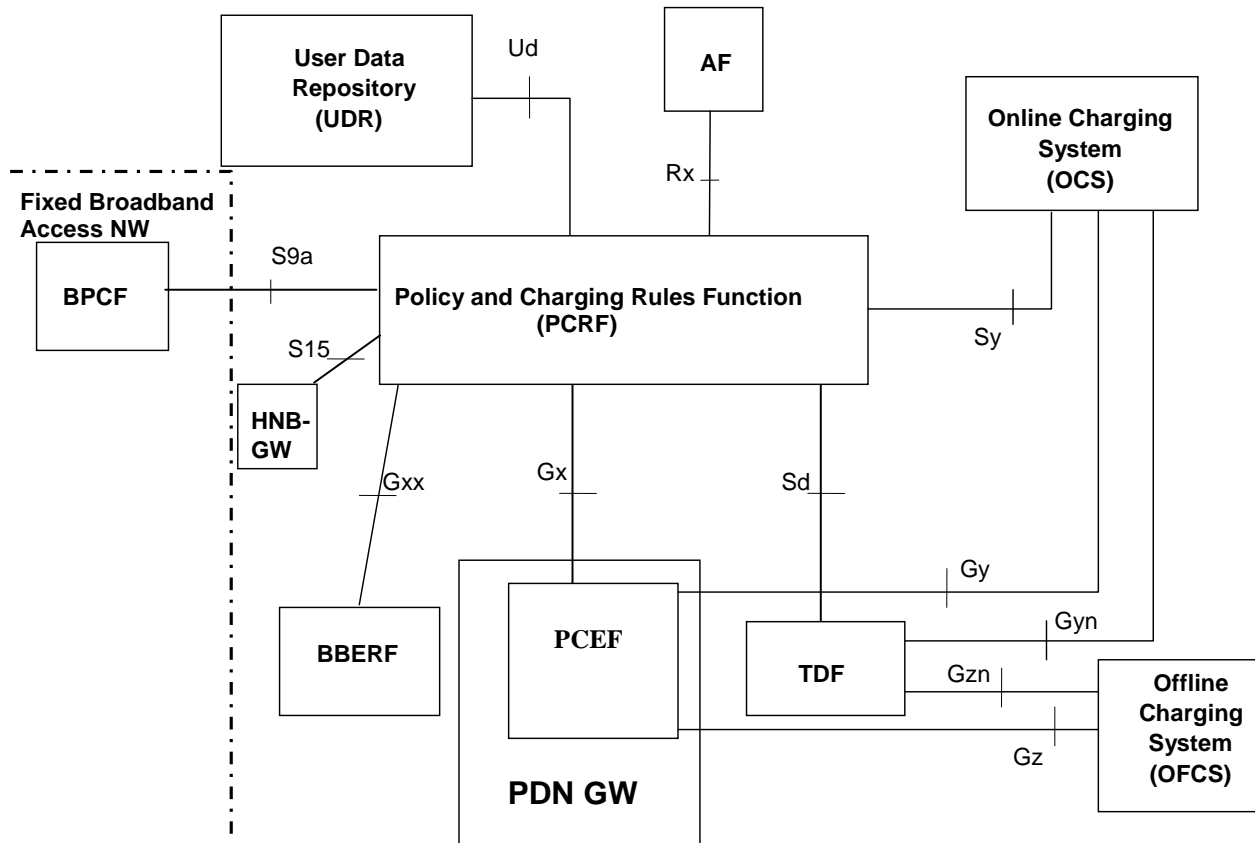 User Data
Repository
(UDR)
Ud
AF
Online Charging
System
(OCS)
Rx
Fixed Broadband
Access NW
BPCF
S9a
Policy and Charging Rules Function
(PCRF)
Sy
S15
HNB-
GW
Gxx
Gx
Sd
Gy
Gyn
BBERF
PCEF
TDF
Gzn
Offline
Charging
System
(OFCS)
Gz
PDN GW